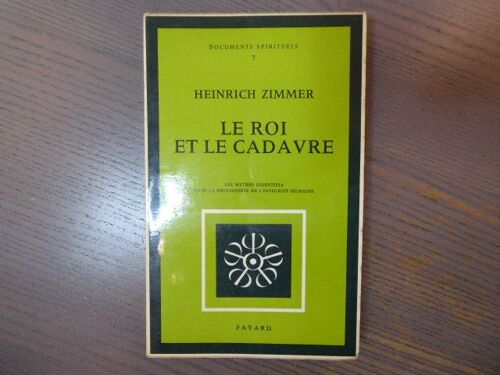 DOCUMENTS SPIRITUELS
7
HEINRICH ZIMMER
LE ROI
ET LE CADAVRE
LES MYTHES ESSENTIELS
POUR LA RECONQUÊTE DE L'INTÉGRITÉ HUMAINE
FAYARD